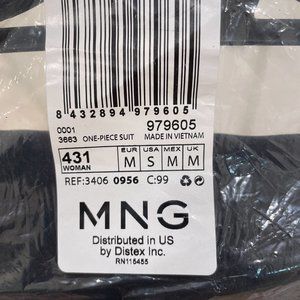 8 432894 979605
0001 979605
3663 ONE-PIECE SUIT MADE IN VIETNAM
431 WOMAN EUR M USA S MEX M UK M
REF:3406 0956 C:99
MNG
Distributed in US
by Distex Inc.
RN115455